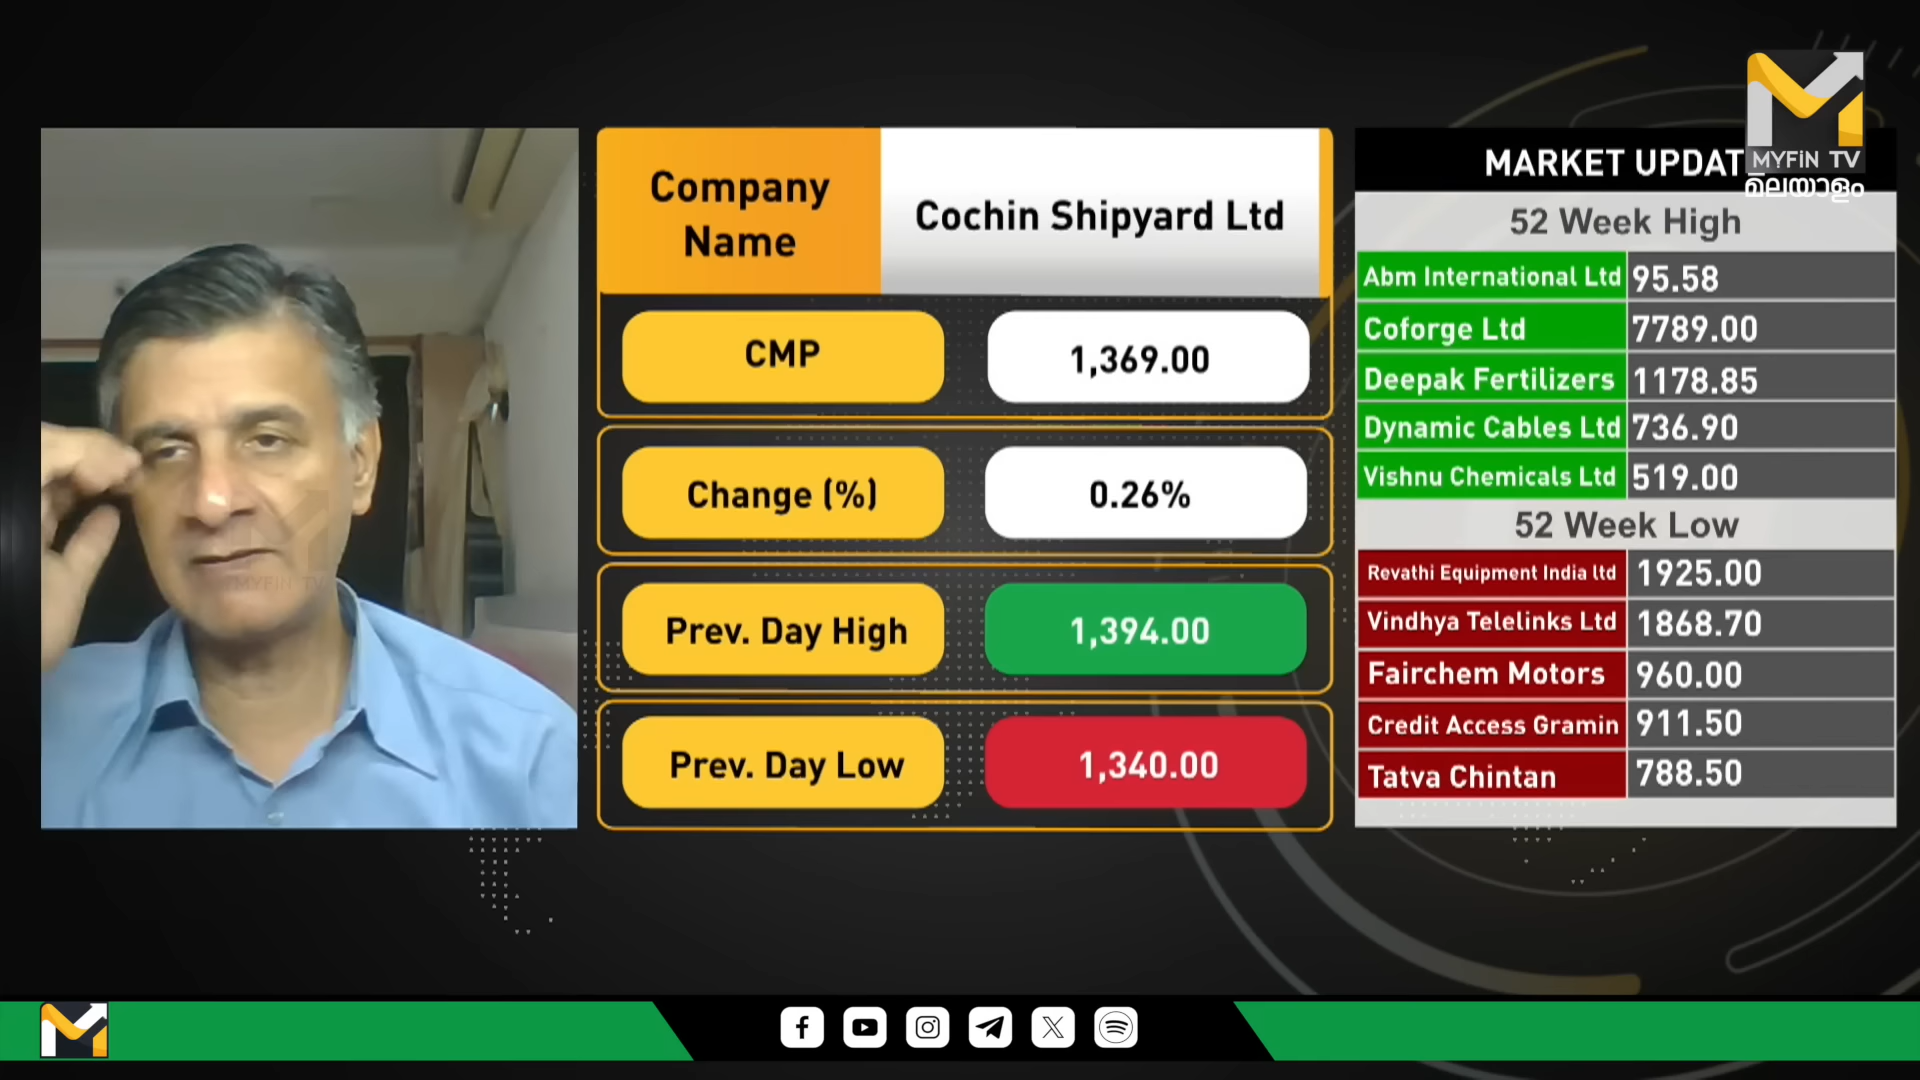 Company
Name
Cochin Shipyard Ltd
CMP
1,369.00
Change (%)
0.26%
Prev. Day High
1,394.00
Prev. Day Low
1,340.00
MARKET UPDAT
MYFiN TV
മലയാളം
52 Week High
Abm International Ltd 95.58
Coforge Ltd 7789.00
Deepak Fertilizers 1178.85
Dynamic Cables Ltd 736.90
Vishnu Chemicals Ltd 519.00
52 Week Low
Revathi Equipment India ltd 1925.00
Vindhya Telelinks Ltd 1868.70
Fairchem Motors 960.00
Credit Access Gramin 911.50
Tatva Chintan 788.50
MYFiN TV